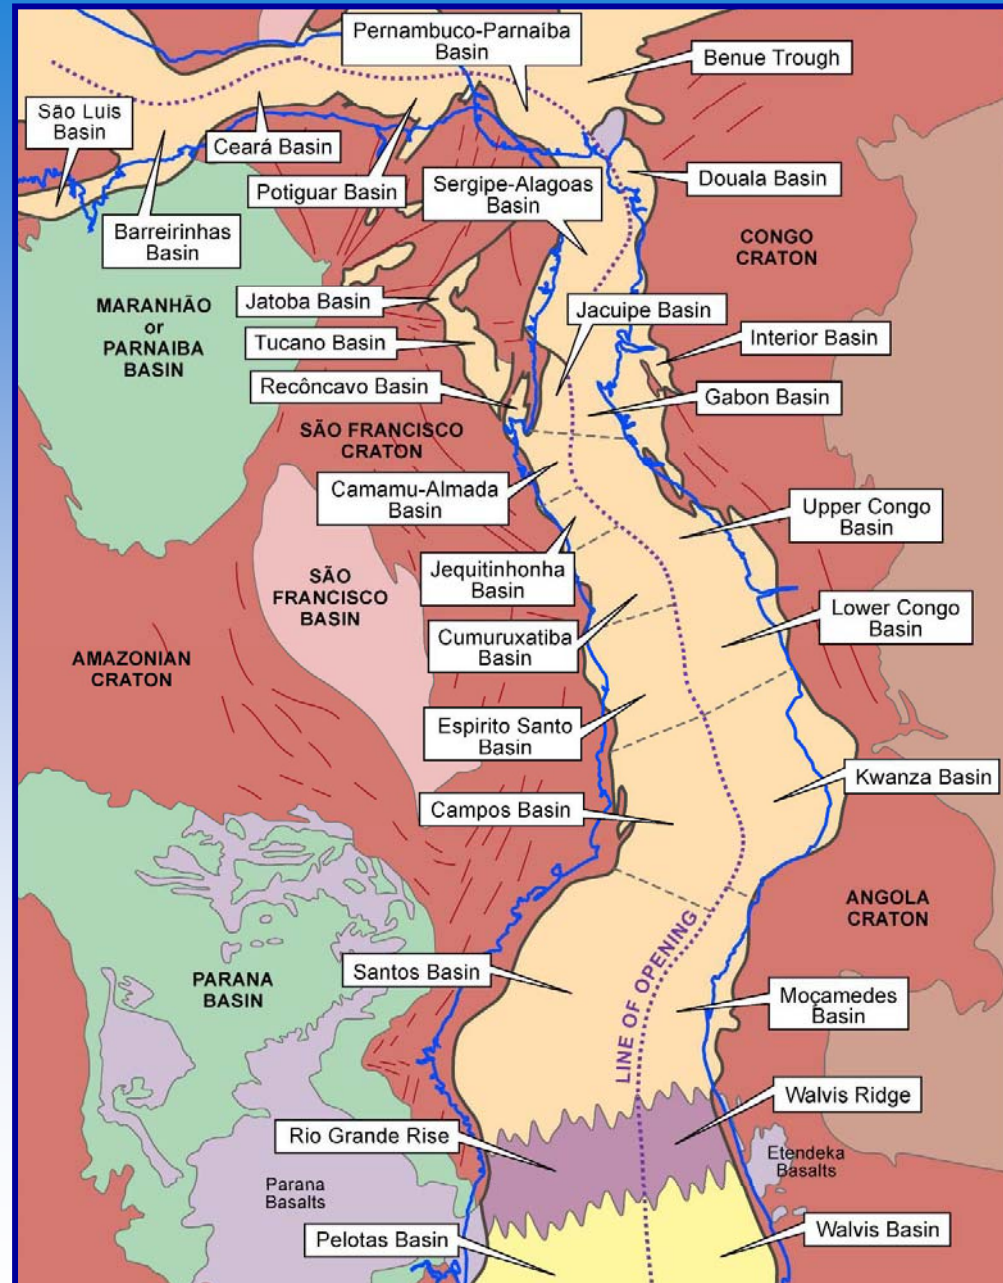 Pernambuco-Parnaíba
Basin
Benue Trough
São Luis
Basin
Ceará Basin
Potiguar Basin
Sergipe-Alagoas
Basin
Douala Basin
Barreirinhas
Basin
CONGO
CRATON
MARANHÃO
or
PARNAIBA
BASIN
Jatoba Basin
Jacuipe Basin
Tucano Basin
Interior Basin
Recôncavo Basin
Gabon Basin
SÃO FRANCISCO
CRATON
Camamu-Almada
Basin
Upper Congo
Basin
Jequitinhonha
Basin
SÃO
FRANCISCO
BASIN
Lower Congo
Basin
Cumuruxatiba
Basin
AMAZONIAN
CRATON
Espirito Santo
Basin
Kwanza Basin
Campos Basin
ANGOLA
CRATON
LINE OF OPENING
Santos Basin
PARANA
BASIN
Moçamedes
Basin
Walvis Ridge
Rio Grande Rise
Etendeka
Basalts
Parana
Basalts
Pelotas Basin
Walvis Basin